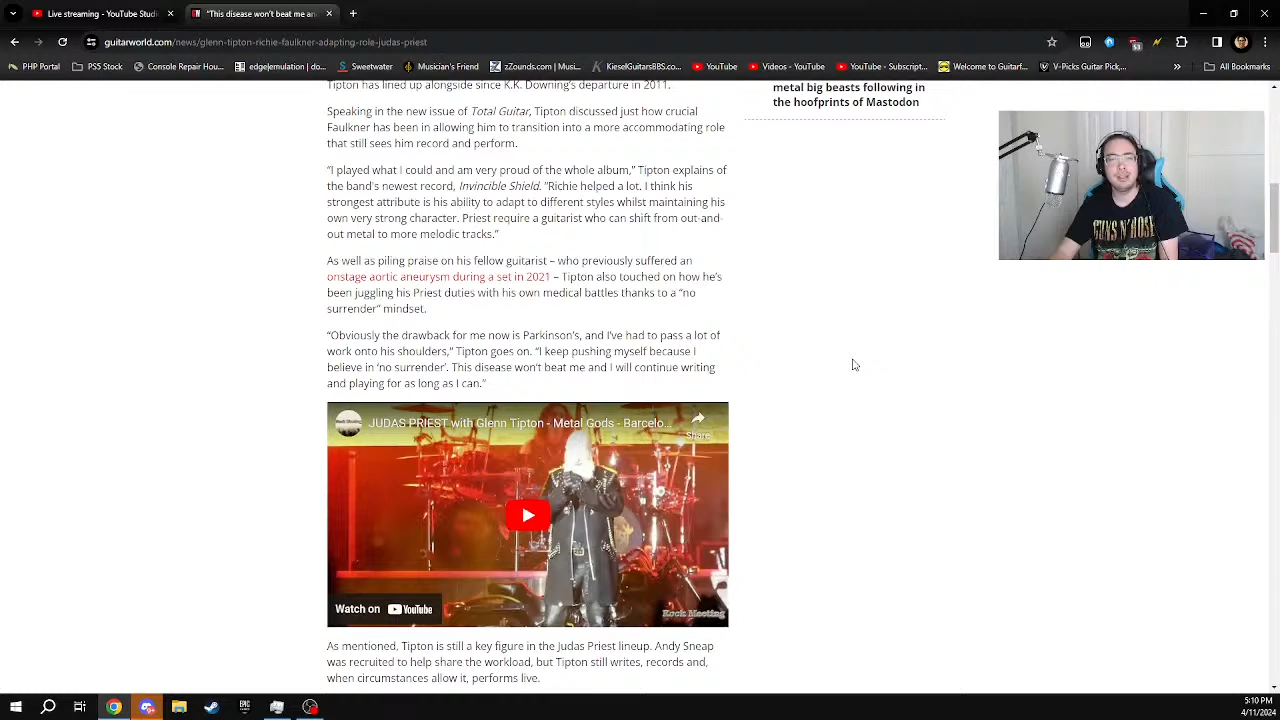 Live streaming - YouTube Studi
"This disease won't beat me an
guitarworld.com/news/glenn-tipton-richie-faulkner-adapting-role-judas-priest
53
PHP Portal
PS5 Stock
Console Repair Hou...
edge|emulation | do...
Sweetwater
Musician's Friend
zZounds.com | Musi...
KieselGuitarsBBS.co...
YouTube
Videos - YouTube
YouTube - Subscript...
Welcome to Guitarf...
V-Picks Guitar Pick,...
»
All Bookmarks
Tipton has lined up alongside since K.K. Downing's departure in 2011.
Speaking in the new issue of Total Guitar, Tipton discussed just how crucial
Faulkner has been in allowing him to transition into a more accommodating role
that still sees him record and perform.
"I played what I could and am very proud of the whole album," Tipton explains of
the band's newest record, Invincible Shield. "Richie helped a lot. I think his
strongest attribute is his ability to adapt to different styles whilst maintaining his
own very strong character. Priest require a guitarist who can shift from out-and-
out metal to more melodic tracks."
As well as piling praise on his fellow guitarist – who previously suffered an
onstage aortic aneurysm during a set in 2021 – Tipton also touched on how he's
been juggling his Priest duties with his own medical battles thanks to a "no
surrender" mindset.
"Obviously the drawback for me now is Parkinson's, and I've had to pass a lot of
work onto his shoulders," Tipton goes on. "I keep pushing myself because I
believe in 'no surrender'. This disease won't beat me and I will continue writing
and playing for as long as I can."
JUDAS PRIEST with Glenn Tipton - Metal Gods - Barcelo...
Share
Watch on YouTube
Rock Meeting
As mentioned, Tipton is still a key figure in the Judas Priest lineup. Andy Sneap
was recruited to help share the workload, but Tipton still writes, records and,
when circumstances allow it, performs live.
metal big beasts following in
the hoofprints of Mastodon
GUNS N' ROSES
5:10 PM
4/11/2024